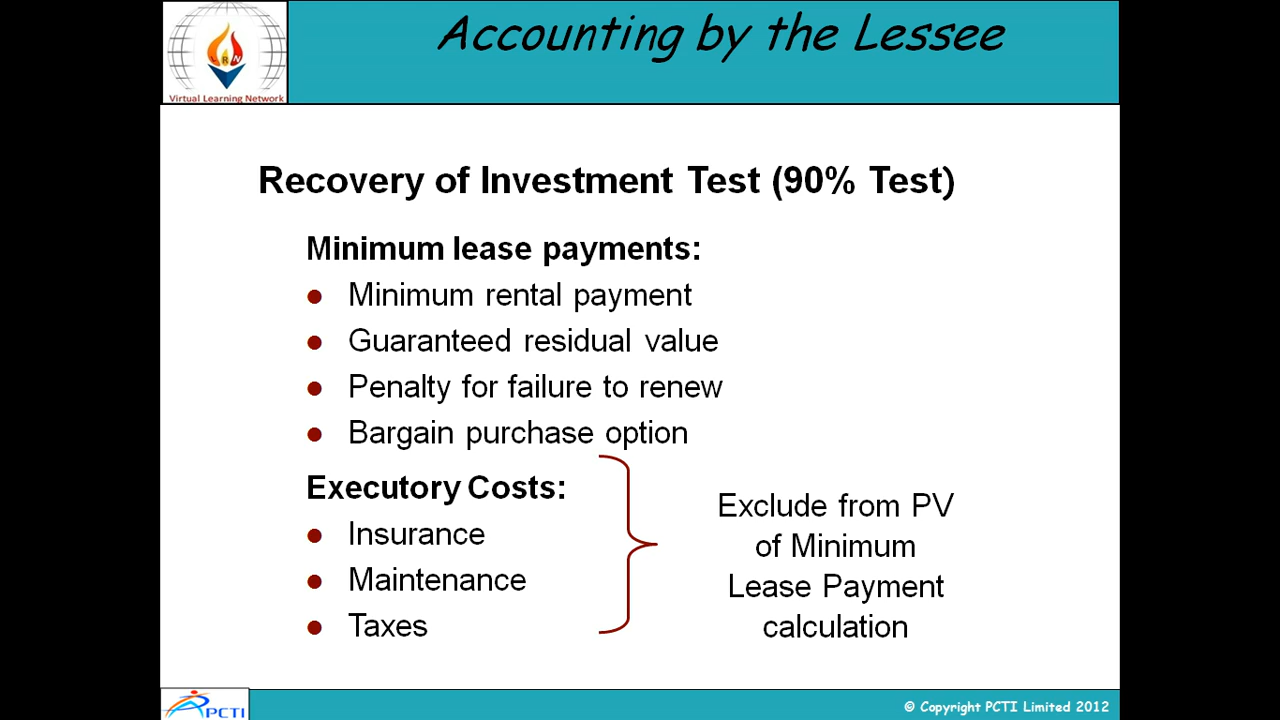 Accounting by the Lessee
LRN
Virtual Learning Network
Recovery of Investment Test (90% Test)
Minimum lease payments:
● Minimum rental payment
● Guaranteed residual value
● Penalty for failure to renew
● Bargain purchase option
Executory Costs:
● Insurance
● Maintenance
● Taxes
Exclude from PV
of Minimum
Lease Payment
calculation
PCTI
© Copyright PCTI Limited 2012